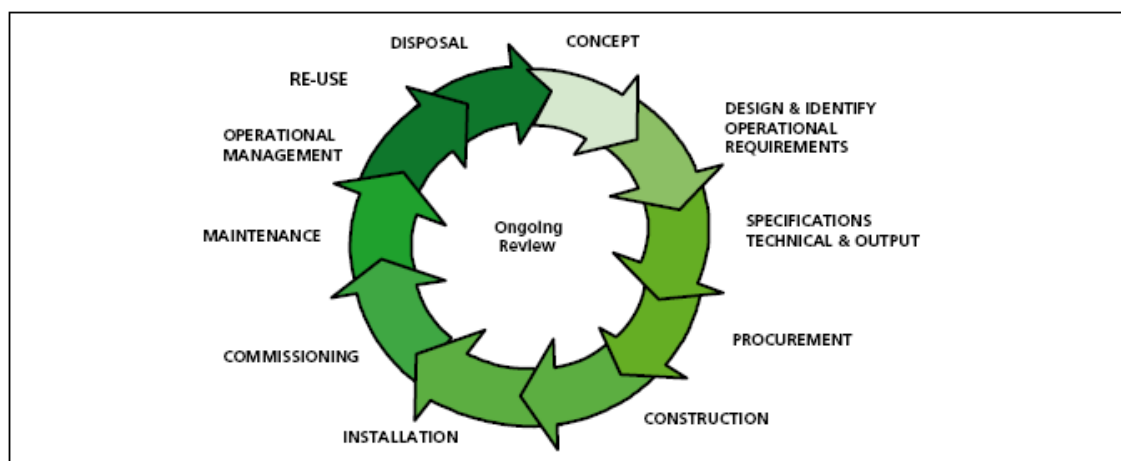 DISPOSAL
CONCEPT
RE-USE
DESIGN & IDENTIFY
OPERATIONAL
REQUIREMENTS
OPERATIONAL
MANAGEMENT
SPECIFICATIONS
TECHNICAL & OUTPUT
Ongoing
Review
MAINTENANCE
PROCUREMENT
COMMISSIONING
CONSTRUCTION
INSTALLATION